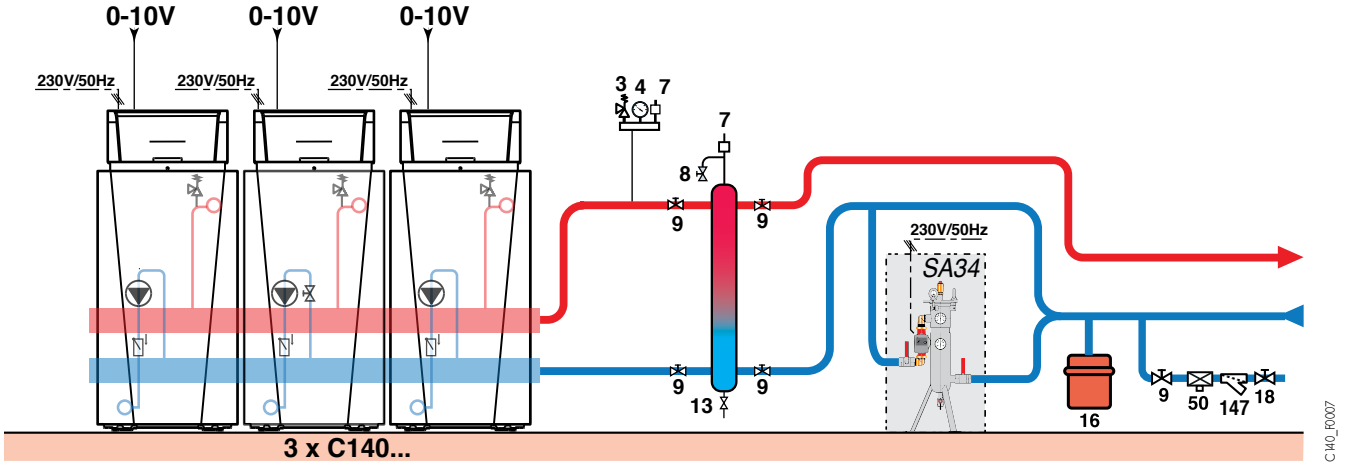 0-10V 0-10V 0-10V
230V/50Hz 230V/50Hz 230V/50Hz
3 4 7
7
8
9 9
230V/50Hz
SA34
9 9
13
16
9 50 147 18
3 x C140...
C140_F0007